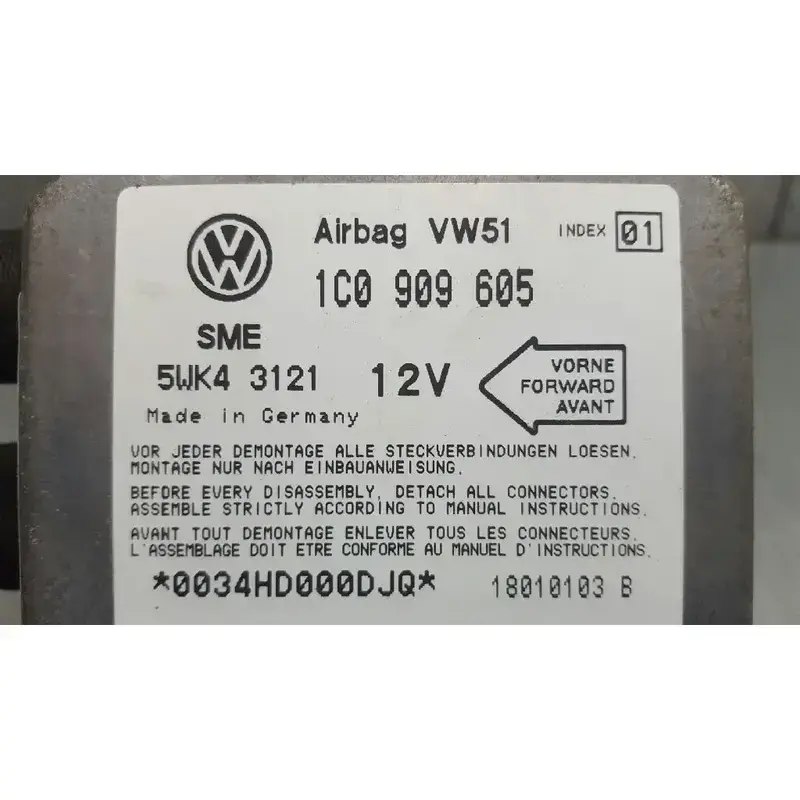 Airbag VW51 INDEX 01
1C0 909 605
SME
5WK4 3121 12V
VORNE
FORWARD
AVANT
Made in Germany
VOR JEDER DEMONTAGE ALLE STECKVERBINDUNGEN LOESEN.
MONTAGE NUR NACH EINBAUANWEISUNG.
BEFORE EVERY DISASSEMBLY, DETACH ALL CONNECTORS.
ASSEMBLE STRICTLY ACCORDING TO MANUAL INSTRUCTIONS.
AVANT TOUT DEMONTAGE ENLEVER TOUS LES CONNECTEURS.
L'ASSEMBLAGE DOIT ETRE CONFORME AU MANUEL D'INSTRUCTIONS.
*0034HD000DJQ* 18010103 B